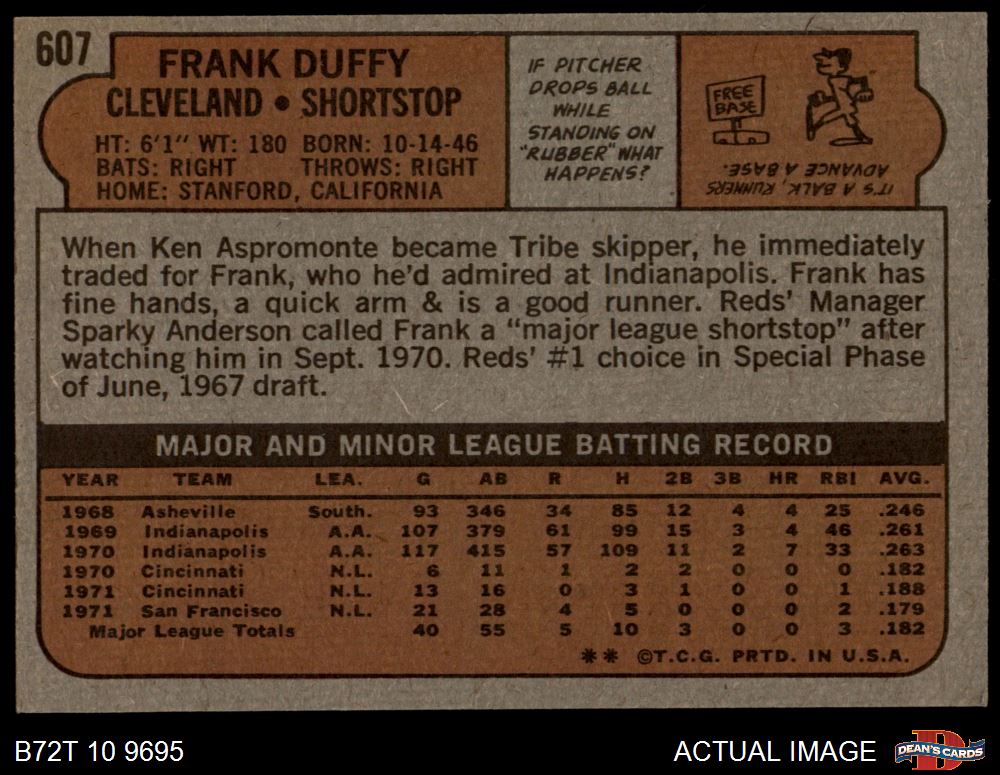 607
FRANK DUFFY
CLEVELAND • SHORTSTOP
HT: 6'1" WT: 180 BORN: 10-14-46
BATS: RIGHT THROWS: RIGHT
HOME: STANFORD, CALIFORNIA
IF PITCHER
DROPS BALL
WHILE
STANDING ON
"RUBBER" WHAT
HAPPENS?
FREE
BASE
IT'S A BALK, RUNNERS
ADVANCE A BASE.
When Ken Aspromonte became Tribe skipper, he immediately
traded for Frank, who he'd admired at Indianapolis. Frank has
fine hands, a quick arm & is a good runner. Reds' Manager
Sparky Anderson called Frank a "major league shortstop" after
watching him in Sept. 1970. Reds' #1 choice in Special Phase
of June, 1967 draft.
MAJOR AND MINOR LEAGUE BATTING RECORD
YEAR TEAM LEA. G AB R H 2B 3B HR RBI AVG.
1968 Asheville South. 93 346 34 85 12 4 4 25 .246
1969 Indianapolis A.A. 107 379 61 99 15 3 4 46 .261
1970 Indianapolis A.A. 117 415 57 109 11 2 7 33 .263
1970 Cincinnati N.L. 6 11 1 2 2 0 0 0 .182
1971 Cincinnati N.L. 13 16 0 3 1 0 0 1 .188
1971 San Francisco N.L. 21 28 4 5 0 0 0 2 .179
Major League Totals 40 55 5 10 3 0 0 3 .182
** ©T.C.G. PRTD. IN U.S.A.
B72T 10 9695
ACTUAL IMAGE
D
DEAN'S CARDS